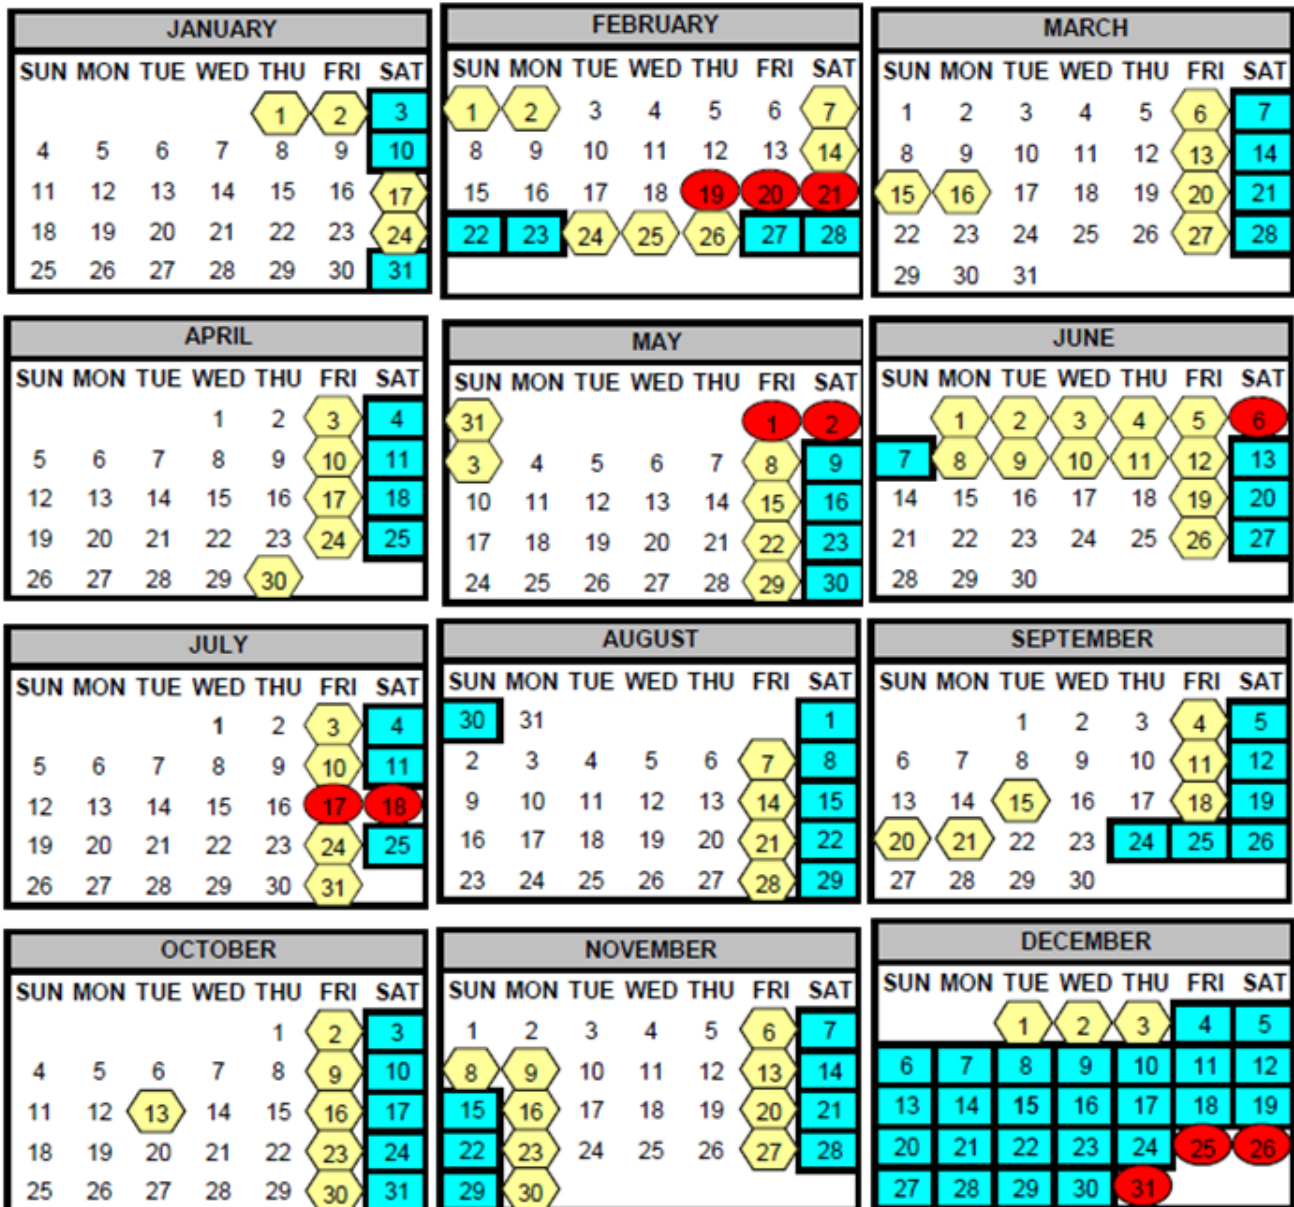 JANUARY
SUN MON TUE WED THU FRI SAT
1 2 3
4 5 6 7 8 9 10
11 12 13 14 15 16 17
18 19 20 21 22 23 24
25 26 27 28 29 30 31
FEBRUARY
SUN MON TUE WED THU FRI SAT
1 2 3 4 5 6 7
8 9 10 11 12 13 14
15 16 17 18 19 20 21
22 23 24 25 26 27 28
MARCH
SUN MON TUE WED THU FRI SAT
1 2 3 4 5 6 7
8 9 10 11 12 13 14
15 16 17 18 19 20 21
22 23 24 25 26 27 28
29 30 31
APRIL
SUN MON TUE WED THU FRI SAT
1 2 3 4
5 6 7 8 9 10 11
12 13 14 15 16 17 18
19 20 21 22 23 24 25
26 27 28 29 30
MAY
SUN MON TUE WED THU FRI SAT
31 1 2
3 4 5 6 7 8 9
10 11 12 13 14 15 16
17 18 19 20 21 22 23
24 25 26 27 28 29 30
JUNE
SUN MON TUE WED THU FRI SAT
1 2 3 4 5 6
7 8 9 10 11 12 13
14 15 16 17 18 19 20
21 22 23 24 25 26 27
28 29 30
JULY
SUN MON TUE WED THU FRI SAT
1 2 3 4
5 6 7 8 9 10 11
12 13 14 15 16 17 18
19 20 21 22 23 24 25
26 27 28 29 30 31
AUGUST
SUN MON TUE WED THU FRI SAT
30 31 1
2 3 4 5 6 7 8
9 10 11 12 13 14 15
16 17 18 19 20 21 22
23 24 25 26 27 28 29
SEPTEMBER
SUN MON TUE WED THU FRI SAT
1 2 3 4 5
6 7 8 9 10 11 12
13 14 15 16 17 18 19
20 21 22 23 24 25 26
27 28 29 30
OCTOBER
SUN MON TUE WED THU FRI SAT
1 2 3
4 5 6 7 8 9 10
11 12 13 14 15 16 17
18 19 20 21 22 23 24
25 26 27 28 29 30 31
NOVEMBER
SUN MON TUE WED THU FRI SAT
1 2 3 4 5 6 7
8 9 10 11 12 13 14
15 16 17 18 19 20 21
22 23 24 25 26 27 28
29 30
DECEMBER
SUN MON TUE WED THU FRI SAT
1 2 3 4 5
6 7 8 9 10 11 12
13 14 15 16 17 18 19
20 21 22 23 24 25 26
27 28 29 30 31